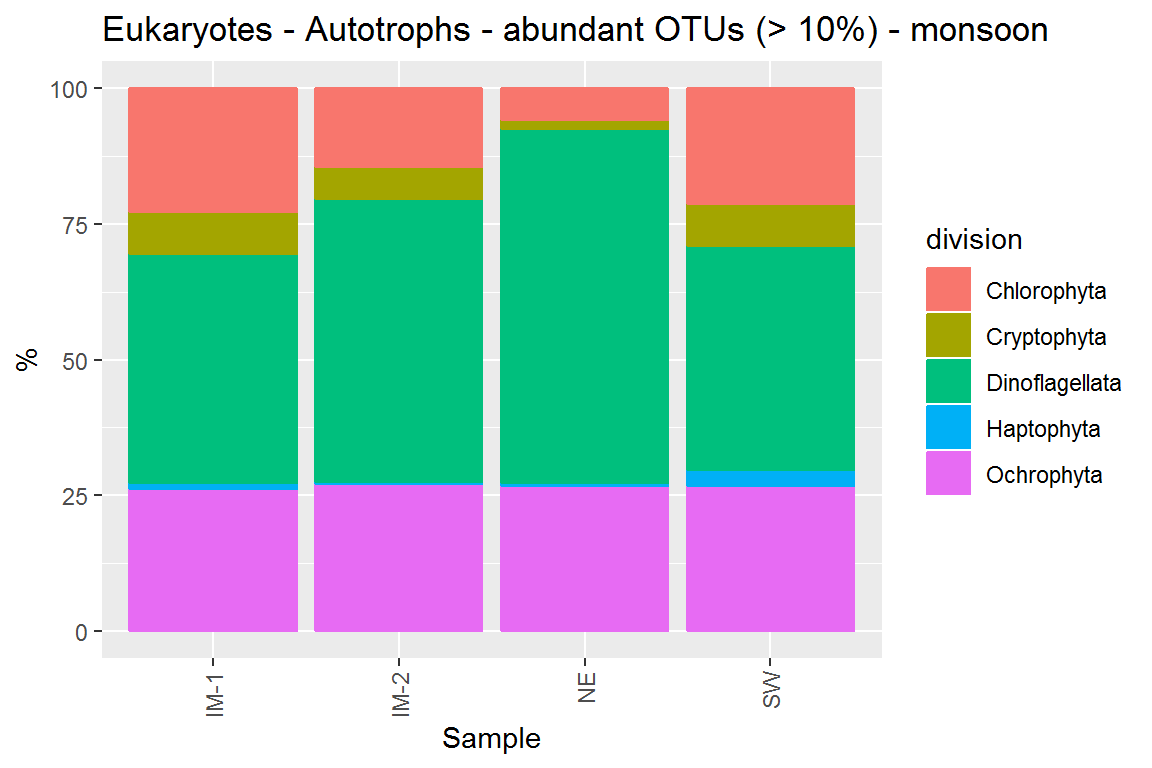 Eukaryotes - Autotrophs - abundant OTUs (> 10%) - monsoon
100
75
50
25
0
%
IM-1
IM-2
NE
SW
Sample
division
Chlorophyta
Cryptophyta
Dinoflagellata
Haptophyta
Ochrophyta